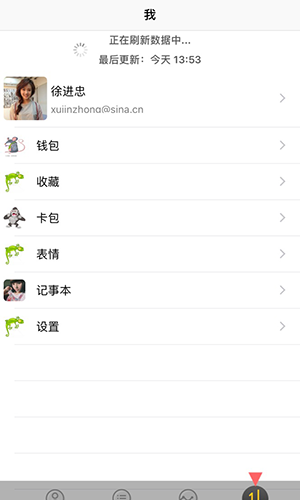 我
正在刷新数据中...
最后更新：今天 13:53
徐进忠
xujinzhong@sina.cn
钱包
收藏
卡包
表情
记事本
设置